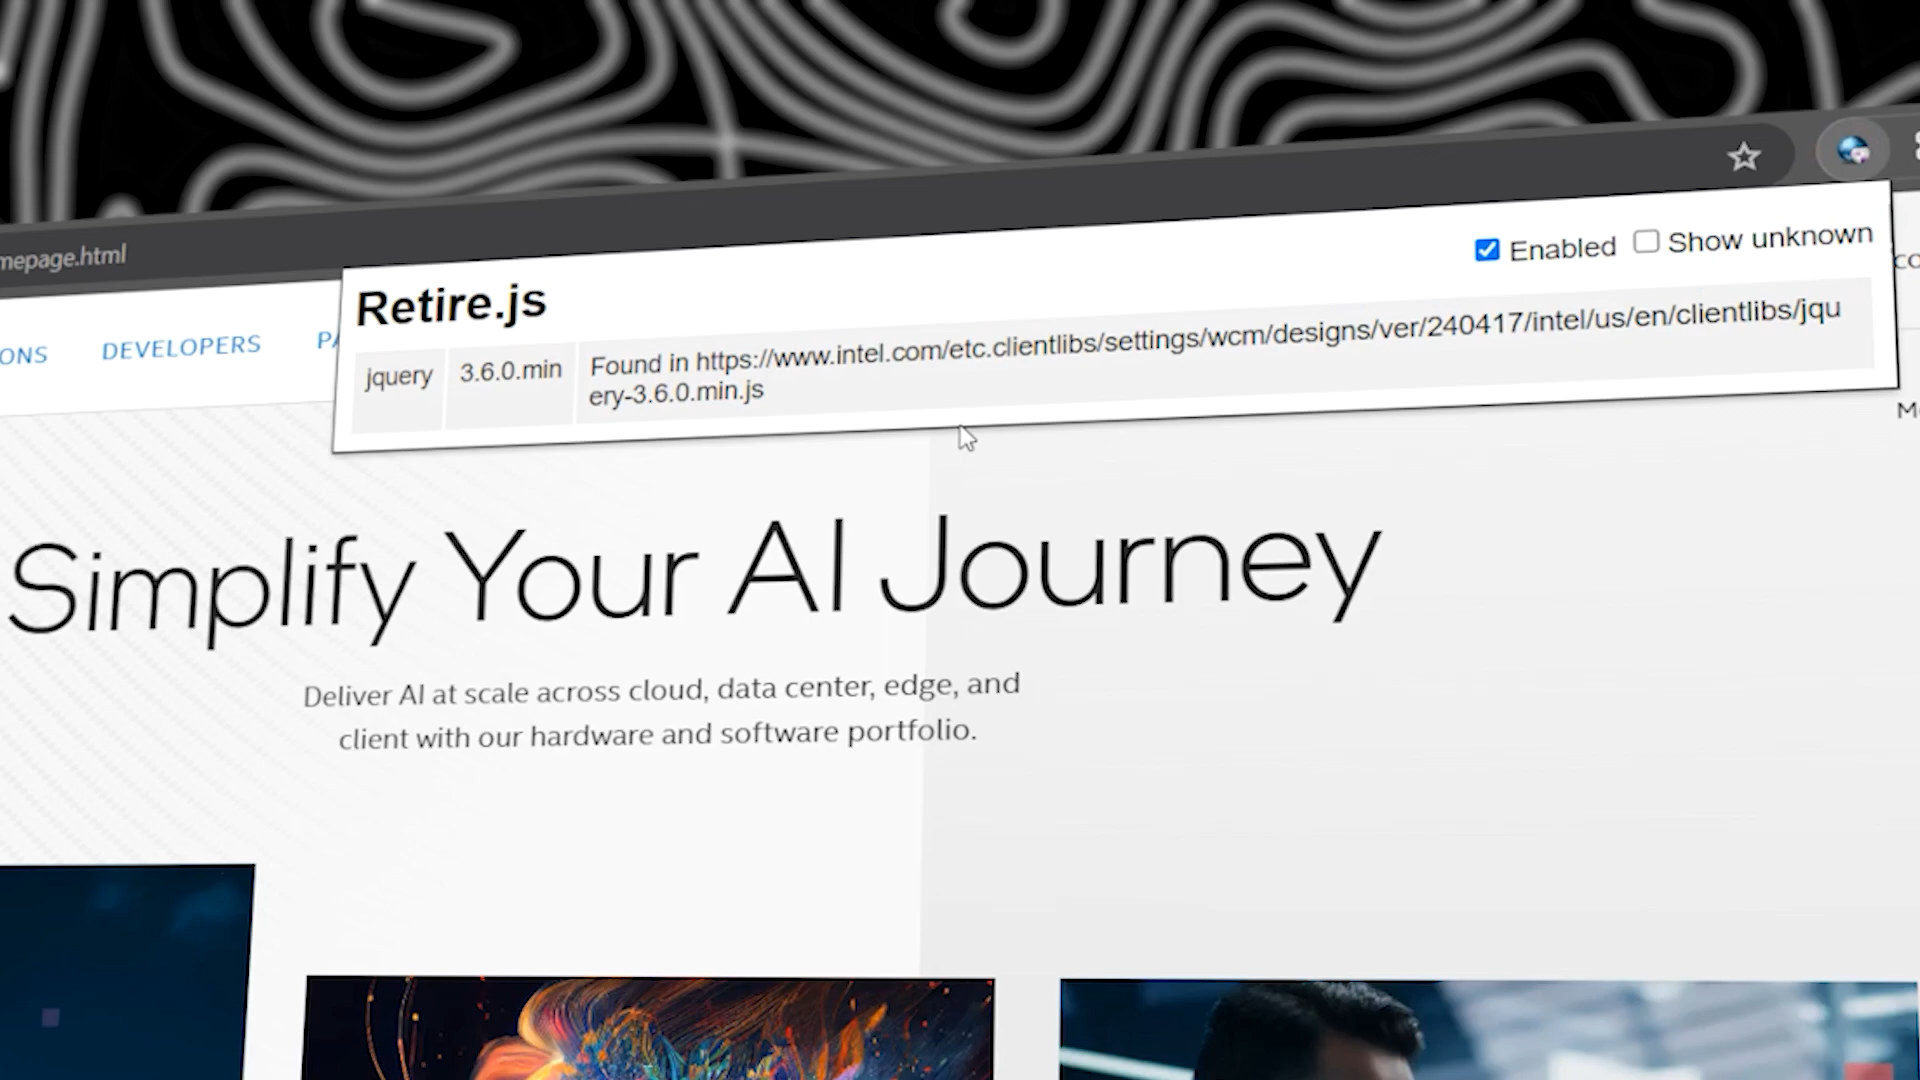 mepage.html
Enabled Show unknown
Retire.js
jquery 3.6.0.min Found in https://www.intel.com/etc.clientlibs/settings/wcm/designs/ver/240417/intel/us/en/clientlibs/jqu
ery-3.6.0.min.js
ONS DEVELOPERS PA
Simplify Your AI Journey
Deliver AI at scale across cloud, data center, edge, and
client with our hardware and software portfolio.